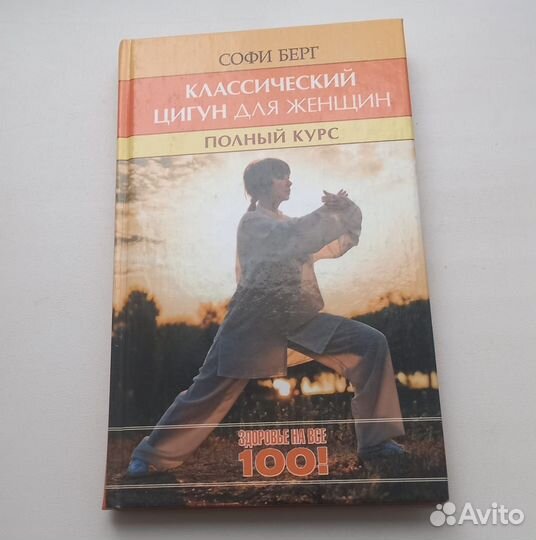 СОФИ БЕРГ
КЛАССИЧЕСКИЙ
ЦИГУН ДЛЯ ЖЕНЩИН
ПОЛНЫЙ КУРС
ЗДОРОВЬЕ НА ВСЕ
100!
Avito